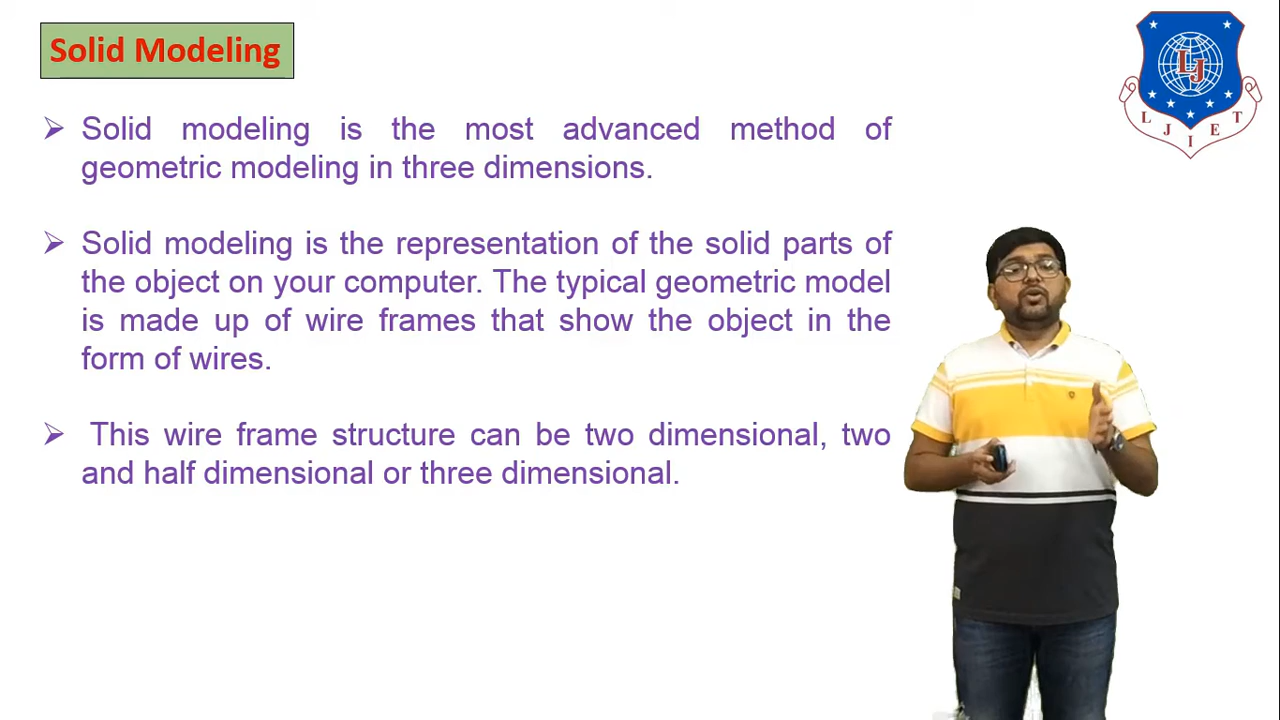 Solid Modeling
Solid modeling is the most advanced method of
geometric modeling in three dimensions.
Solid modeling is the representation of the solid parts of
the object on your computer. The typical geometric model
is made up of wire frames that show the object in the
form of wires.
This wire frame structure can be two dimensional, two
and half dimensional or three dimensional.
LJ
L J I E T